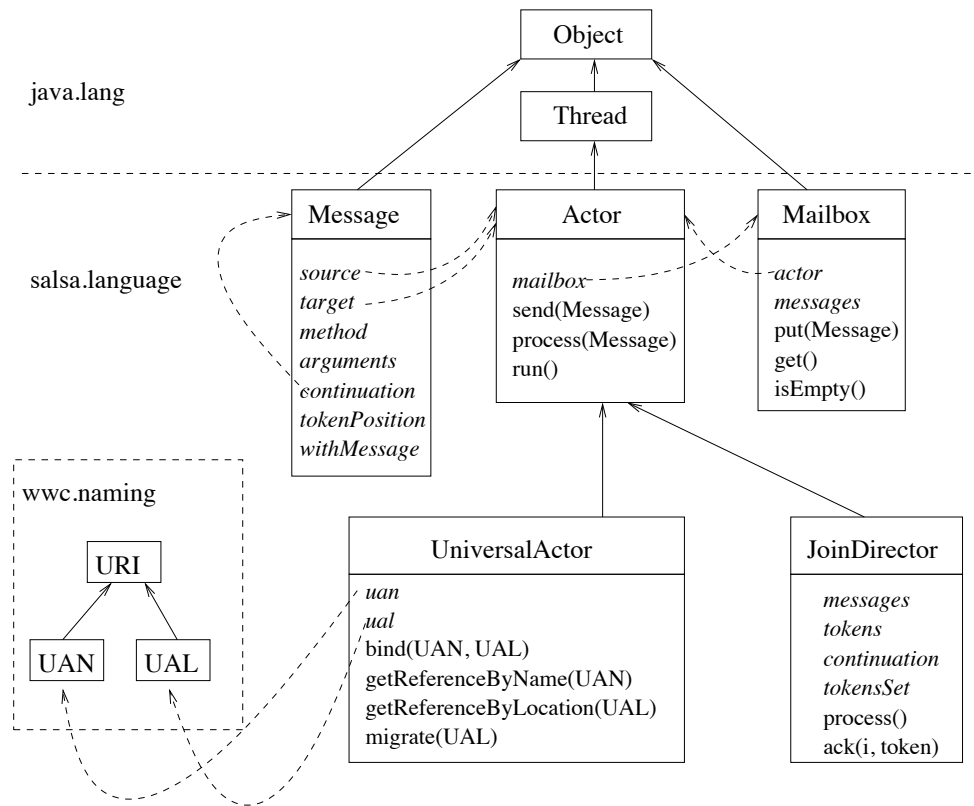 Object
java.lang
Thread
Message
source
target
method
arguments
continuation
tokenPosition
withMessage
Actor
mailbox
send(Message)
process(Message)
run()
Mailbox
actor
messages
put(Message)
get()
isEmpty()
salsa.language
wwc.naming
URI
UAN
UAL
UniversalActor
uan
ual
bind(UAN, UAL)
getReferenceByName(UAN)
getReferenceByLocation(UAL)
migrate(UAL)
JoinDirector
messages
tokens
continuation
tokensSet
process()
ack(i, token)